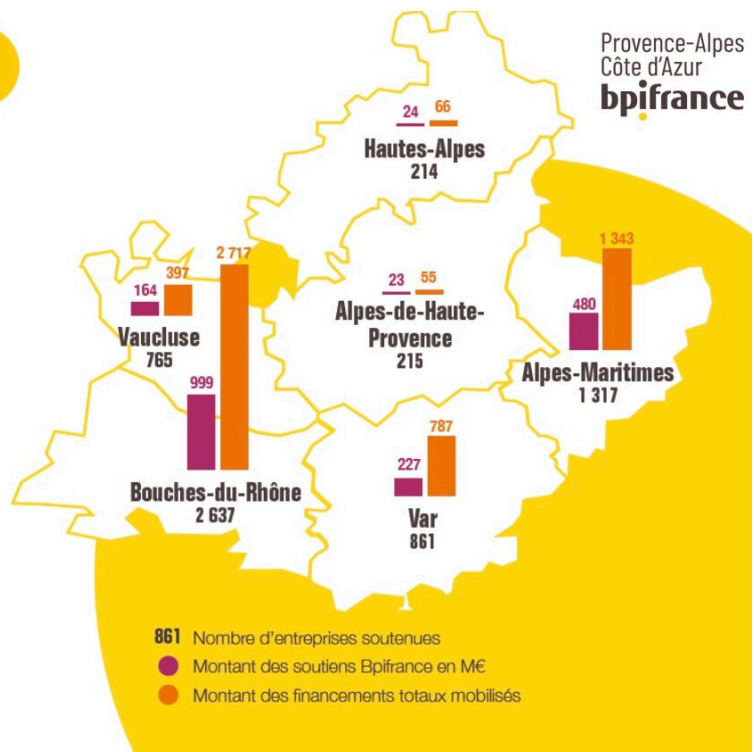 Provence-Alpes
Côte d'Azur
bpifrance
24 66
Hautes-Alpes
214
164 397
Vaucluse
765
999 2 717
Bouches-du-Rhône
2 637
23 55
Alpes-de-Haute-
Provence
215
480 1 343
Alpes-Maritimes
1 317
227 787
Var
861
861 Nombre d'entreprises soutenues
Montant des soutiens Bpifrance en M€
Montant des financements totaux mobilisés